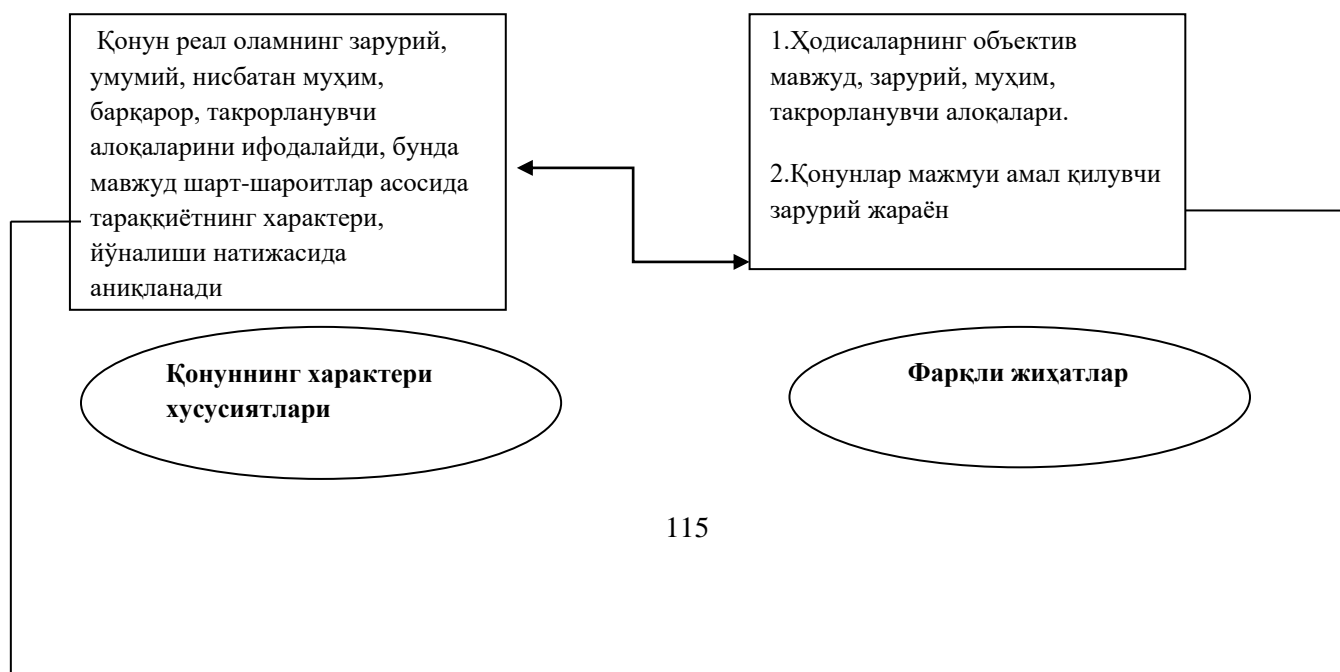 Қонун реал оламнинг зарурий,
умумий, нисбатан муҳим,
барқарор, такрорланувчи
алоқаларини ифодалайди, бунда
мавжуд шарт-шароитлар асосида
тараққиётнинг характери,
йўналиши натижасида
аниқланади
1.Ҳодисаларнинг объектив
мавжуд, зарурий, муҳим,
такрорланувчи алоқалари.
2.Қонунлар мажмуи амал қилувчи
зарурий жараён
Қонуннинг характери
хусусиятлари
Фарқли жиҳатлар
115